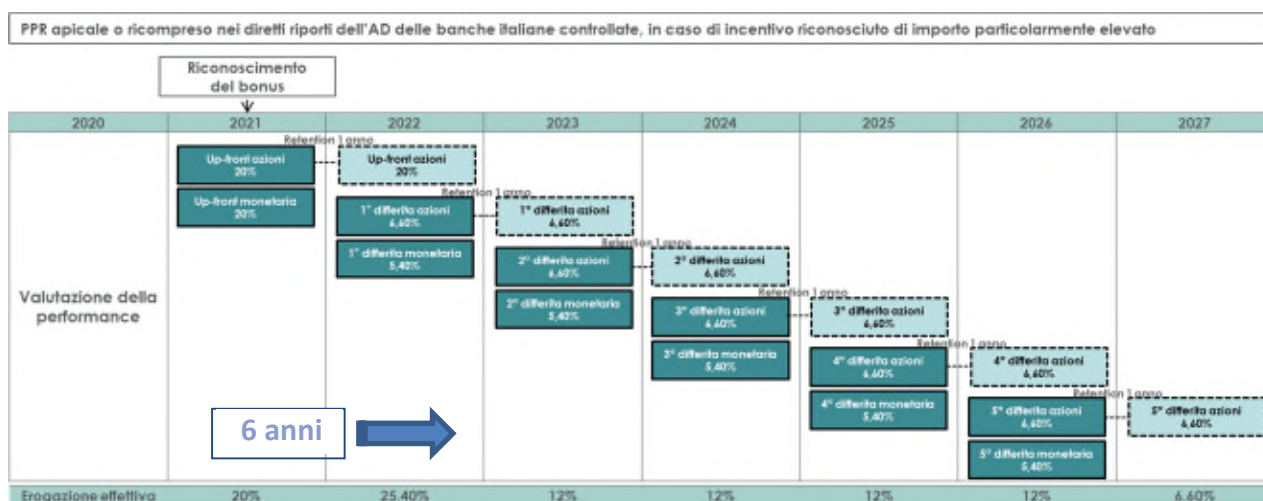 PPR apicale o ricompreso nei diretti riporti dell'AD delle banche italiane controllate, in caso di incentivo riconosciuto di importo particolarmente elevato
Riconoscimento
del bonus
2020 2021 2022 2023 2024 2025 2026 2027
Retention 1 anno
Up-front azioni
20%
Up-front azioni
20%
Up-front monetaria
20%
Retention 1 anno
1° differita azioni
6,60%
1° differita azioni
6,60%
1° differita monetaria
5,40%
Retention 1 anno
2° differita azioni
6,60%
2° differita azioni
6,60%
2° differita monetaria
5,40%
Retention 1 anno
3° differita azioni
6,60%
3° differita azioni
6,60%
3° differita monetaria
5,40%
Retention 1 anno
4° differita azioni
6,60%
4° differita azioni
6,60%
4° differita monetaria
5,40%
Retention 1 anno
5° differita azioni
6,60%
5° differita azioni
6,60%
5° differita monetaria
5,40%
Valutazione della
performance
6 anni
Erogazione effettiva 20% 25,40% 12% 12% 12% 12% 6,60%